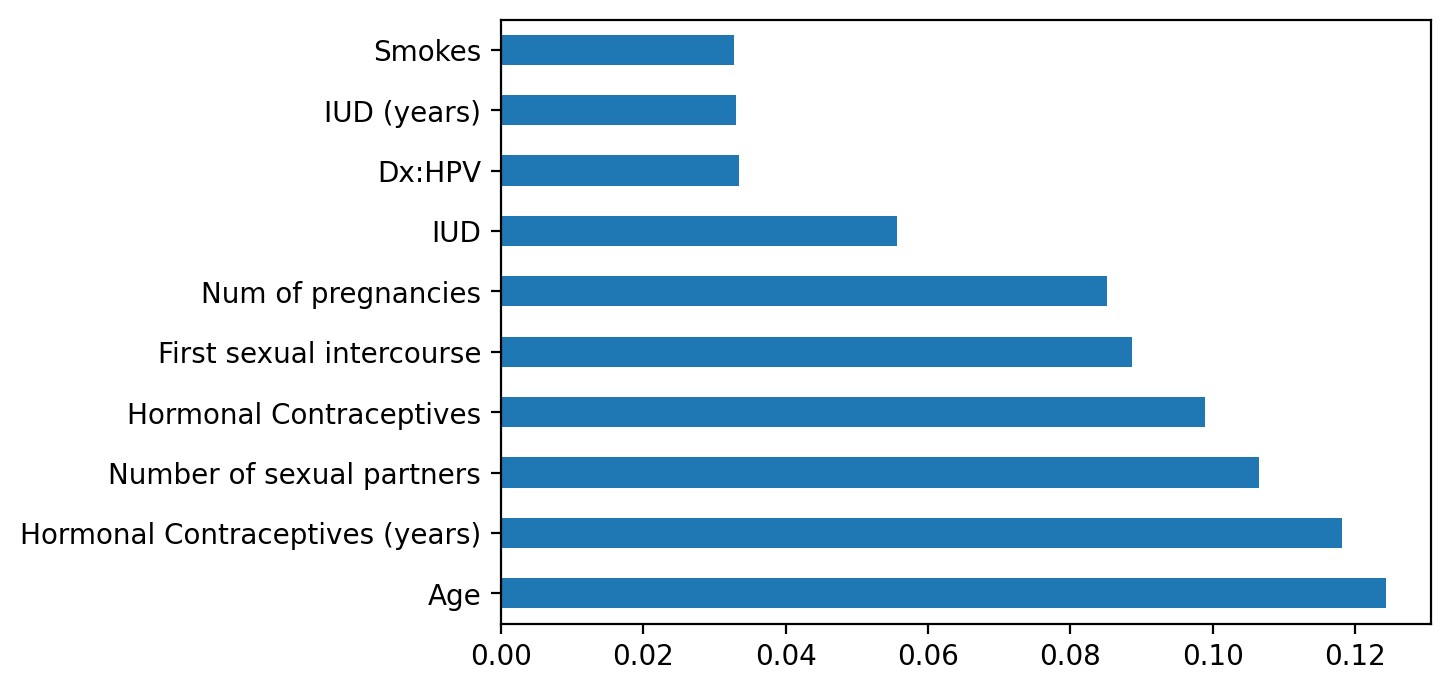 Smokes
IUD (years)
Dx:HPV
IUD
Num of pregnancies
First sexual intercourse
Hormonal Contraceptives
Number of sexual partners
Hormonal Contraceptives (years)
Age
0.00 0.02 0.04 0.06 0.08 0.10 0.12